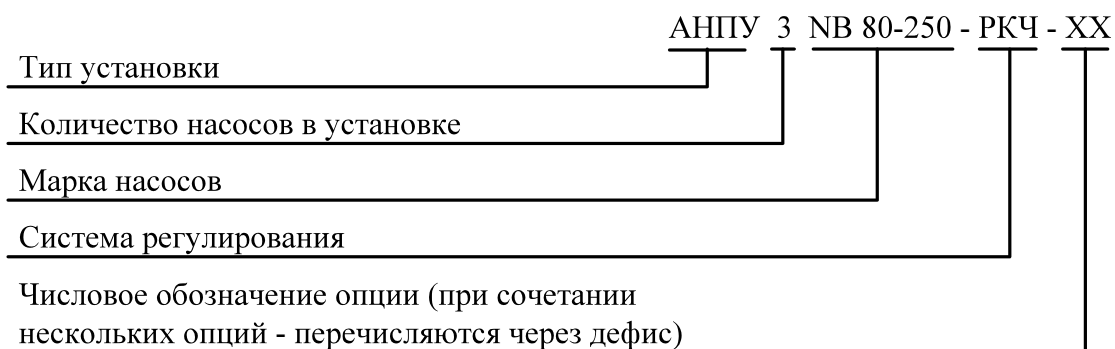 АНПУ 3 NB 80-250 - РКЧ - ХХ
Тип установки
Количество насосов в установке
Марка насосов
Система регулирования
Числовое обозначение опции (при сочетании
нескольких опций - перечисляются через дефис)